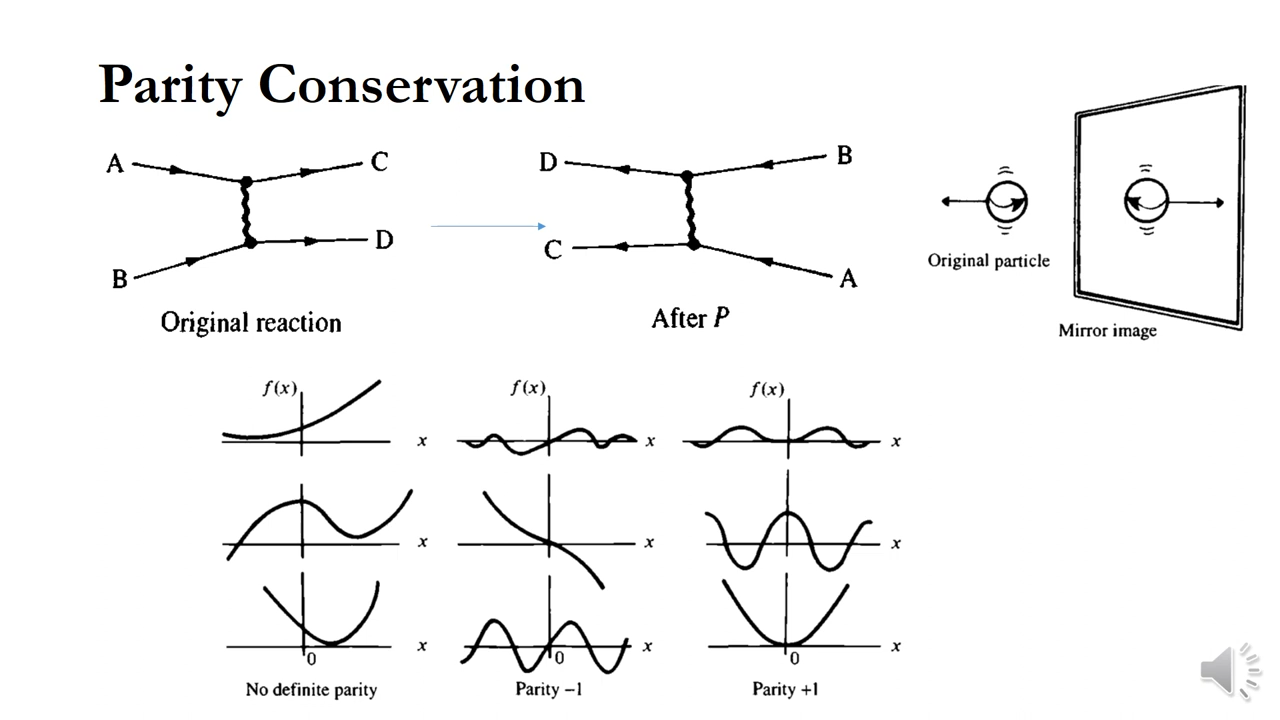 Parity Conservation
A
C
D
B
Original reaction
D
B
C
A
After P
Original particle
Mirror image
f(x)
x
f(x)
x
f(x)
x
x
x
x
0
x
0
x
0
x
No definite parity
Parity –1
Parity +1